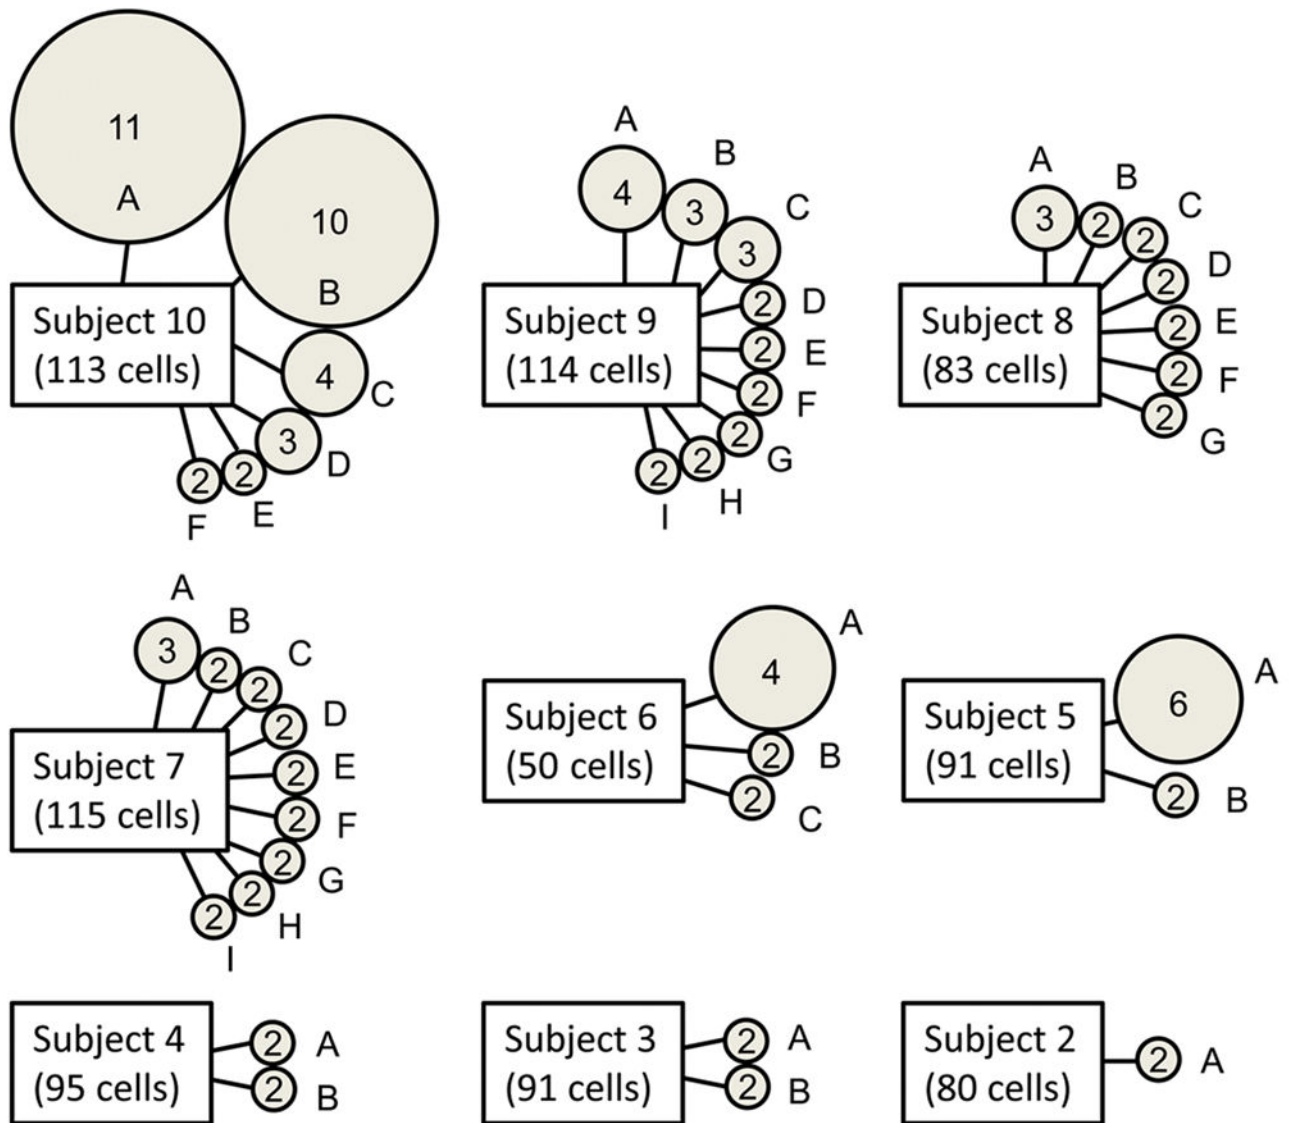 11
A
10
B
Subject 10
(113 cells)
4
C
3
D
2
E
2
F
A
4
B
3
C
3
Subject 9
(114 cells)
2
D
2
E
2
F
2
G
2
H
2
I
A
3
B
2
C
2
Subject 8
(83 cells)
2
D
2
E
2
F
2
G
A
3
B
2
C
2
Subject 7
(115 cells)
2
D
2
E
2
F
2
G
2
H
2
I
Subject 6
(50 cells)
4
A
2
B
2
C
Subject 5
(91 cells)
6
A
2
B
Subject 4
(95 cells)
2 A
2 B
Subject 3
(91 cells)
2 A
2 B
Subject 2
(80 cells)
2 A